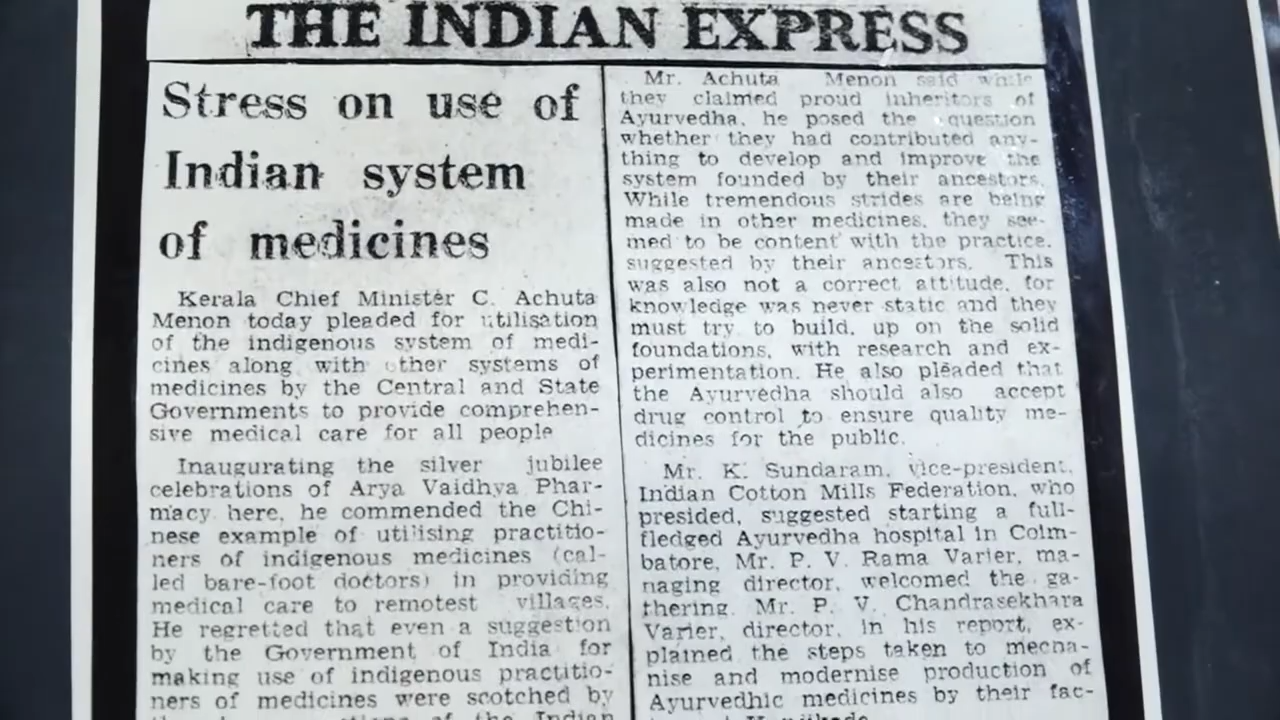 THE INDIAN EXPRESS
Stress on use of
Indian system
of medicines
Kerala Chief Minister C. Achuta
Menon today pleaded for utilisation
of the indigenous system of medi-
cines along with other systems of
medicines by the Central and State
Governments to provide comprehen-
sive medical care for all people
Inaugurating the silver jubilee
celebrations of Arya Vaidhya Phar-
macy here, he commended the Chi-
nese example of utilising practitio-
ners of indigenous medicines (cal-
led bare-foot doctors) in providing
medical care to remotest villages.
He regretted that even a suggestion
by the Government of India for
making use of indigenous practitio-
ners of medicines were scotched by
of the Indian
Mr. Achuta Menon said while
they claimed proud inheritors of
Ayurvedha, he posed the question
whether they had contributed any-
thing to develop and improve the
system founded by their ancestors.
While tremendous strides are being
made in other medicines, they see-
med to be content with the practice.
suggested by their ancestors. This
was also not a correct attitude, for
knowledge was never static and they
must try to build, up on the solid
foundations, with research and ex-
perimentation. He also pleaded that
the Ayurvedha should also accept
drug control to ensure quality me-
dicines for the public.
Mr. K. Sundaram, vice-president,
Indian Cotton Mills Federation, who
presided, suggested starting a full-
fledged Ayurvedha hospital in Coim-
batore, Mr. P. V. Rama Varier, ma-
naging director, welcomed the ga-
thering. Mr. P. V. Chandrasekhara
Varier, director, in his report, ex-
plained the steps taken to mecha-
nise and modernise production of
Ayurvedhic medicines by their fac-